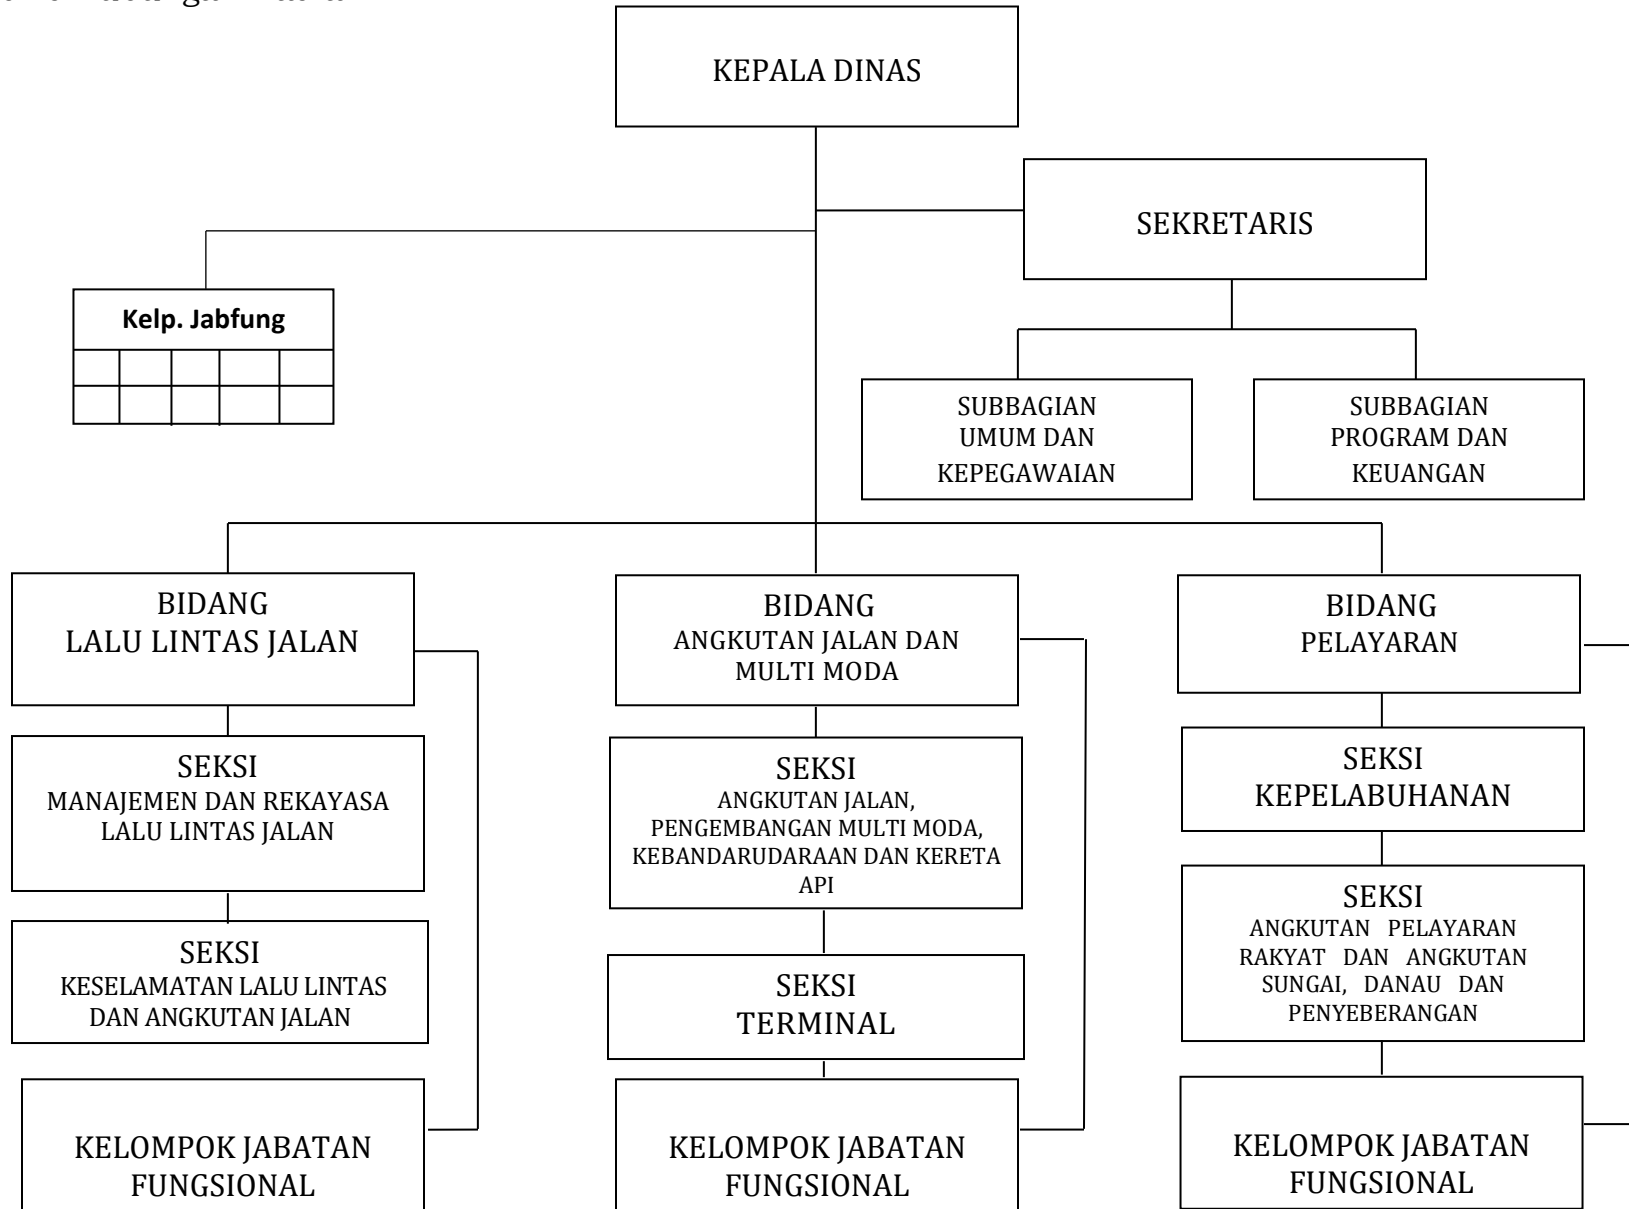 KEPALA DINAS
SEKRETARIS
Kelp. Jabfung
SUBBAGIAN
UMUM DAN
KEPEGAWAIAN
SUBBAGIAN
PROGRAM DAN
KEUANGAN
BIDANG
LALU LINTAS JALAN
BIDANG
ANGKUTAN JALAN DAN
MULTI MODA
BIDANG
PELAYARAN
SEKSI
MANAJEMEN DAN REKAYASA
LALU LINTAS JALAN
SEKSI
ANGKUTAN JALAN,
PENGEMBANGAN MULTI MODA,
KEBANDARUDARAAN DAN KERETA
API
SEKSI
KEPELABUHANAN
SEKSI
KESELAMATAN LALU LINTAS
DAN ANGKUTAN JALAN
SEKSI
TERMINAL
SEKSI
ANGKUTAN PELAYARAN
RAKYAT DAN ANGKUTAN
SUNGAI, DANAU DAN
PENYEBERANGAN
KELOMPOK JABATAN
FUNGSIONAL
KELOMPOK JABATAN
FUNGSIONAL
KELOMPOK JABATAN
FUNGSIONAL